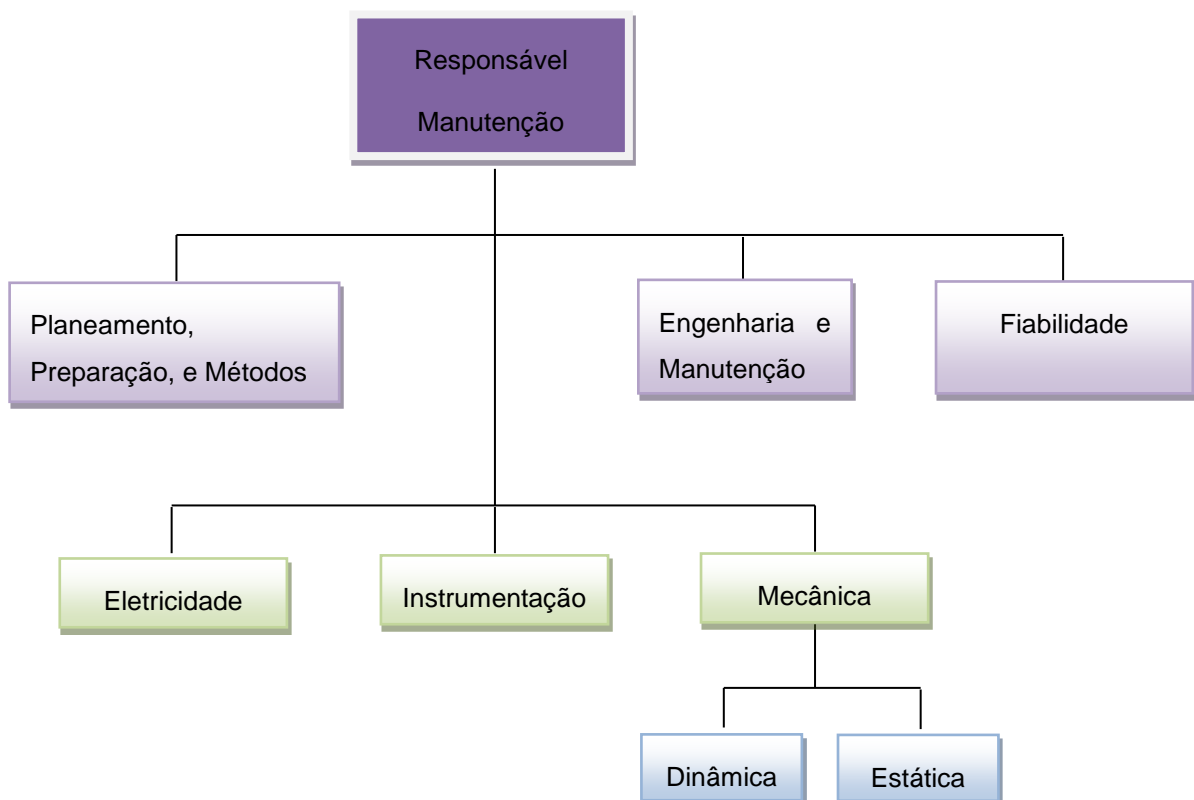 Responsável
Manutenção
Planeamento,
Preparação, e Métodos
Engenharia e
Manutenção
Fiabilidade
Eletricidade
Instrumentação
Mecânica
Dinâmica
Estática